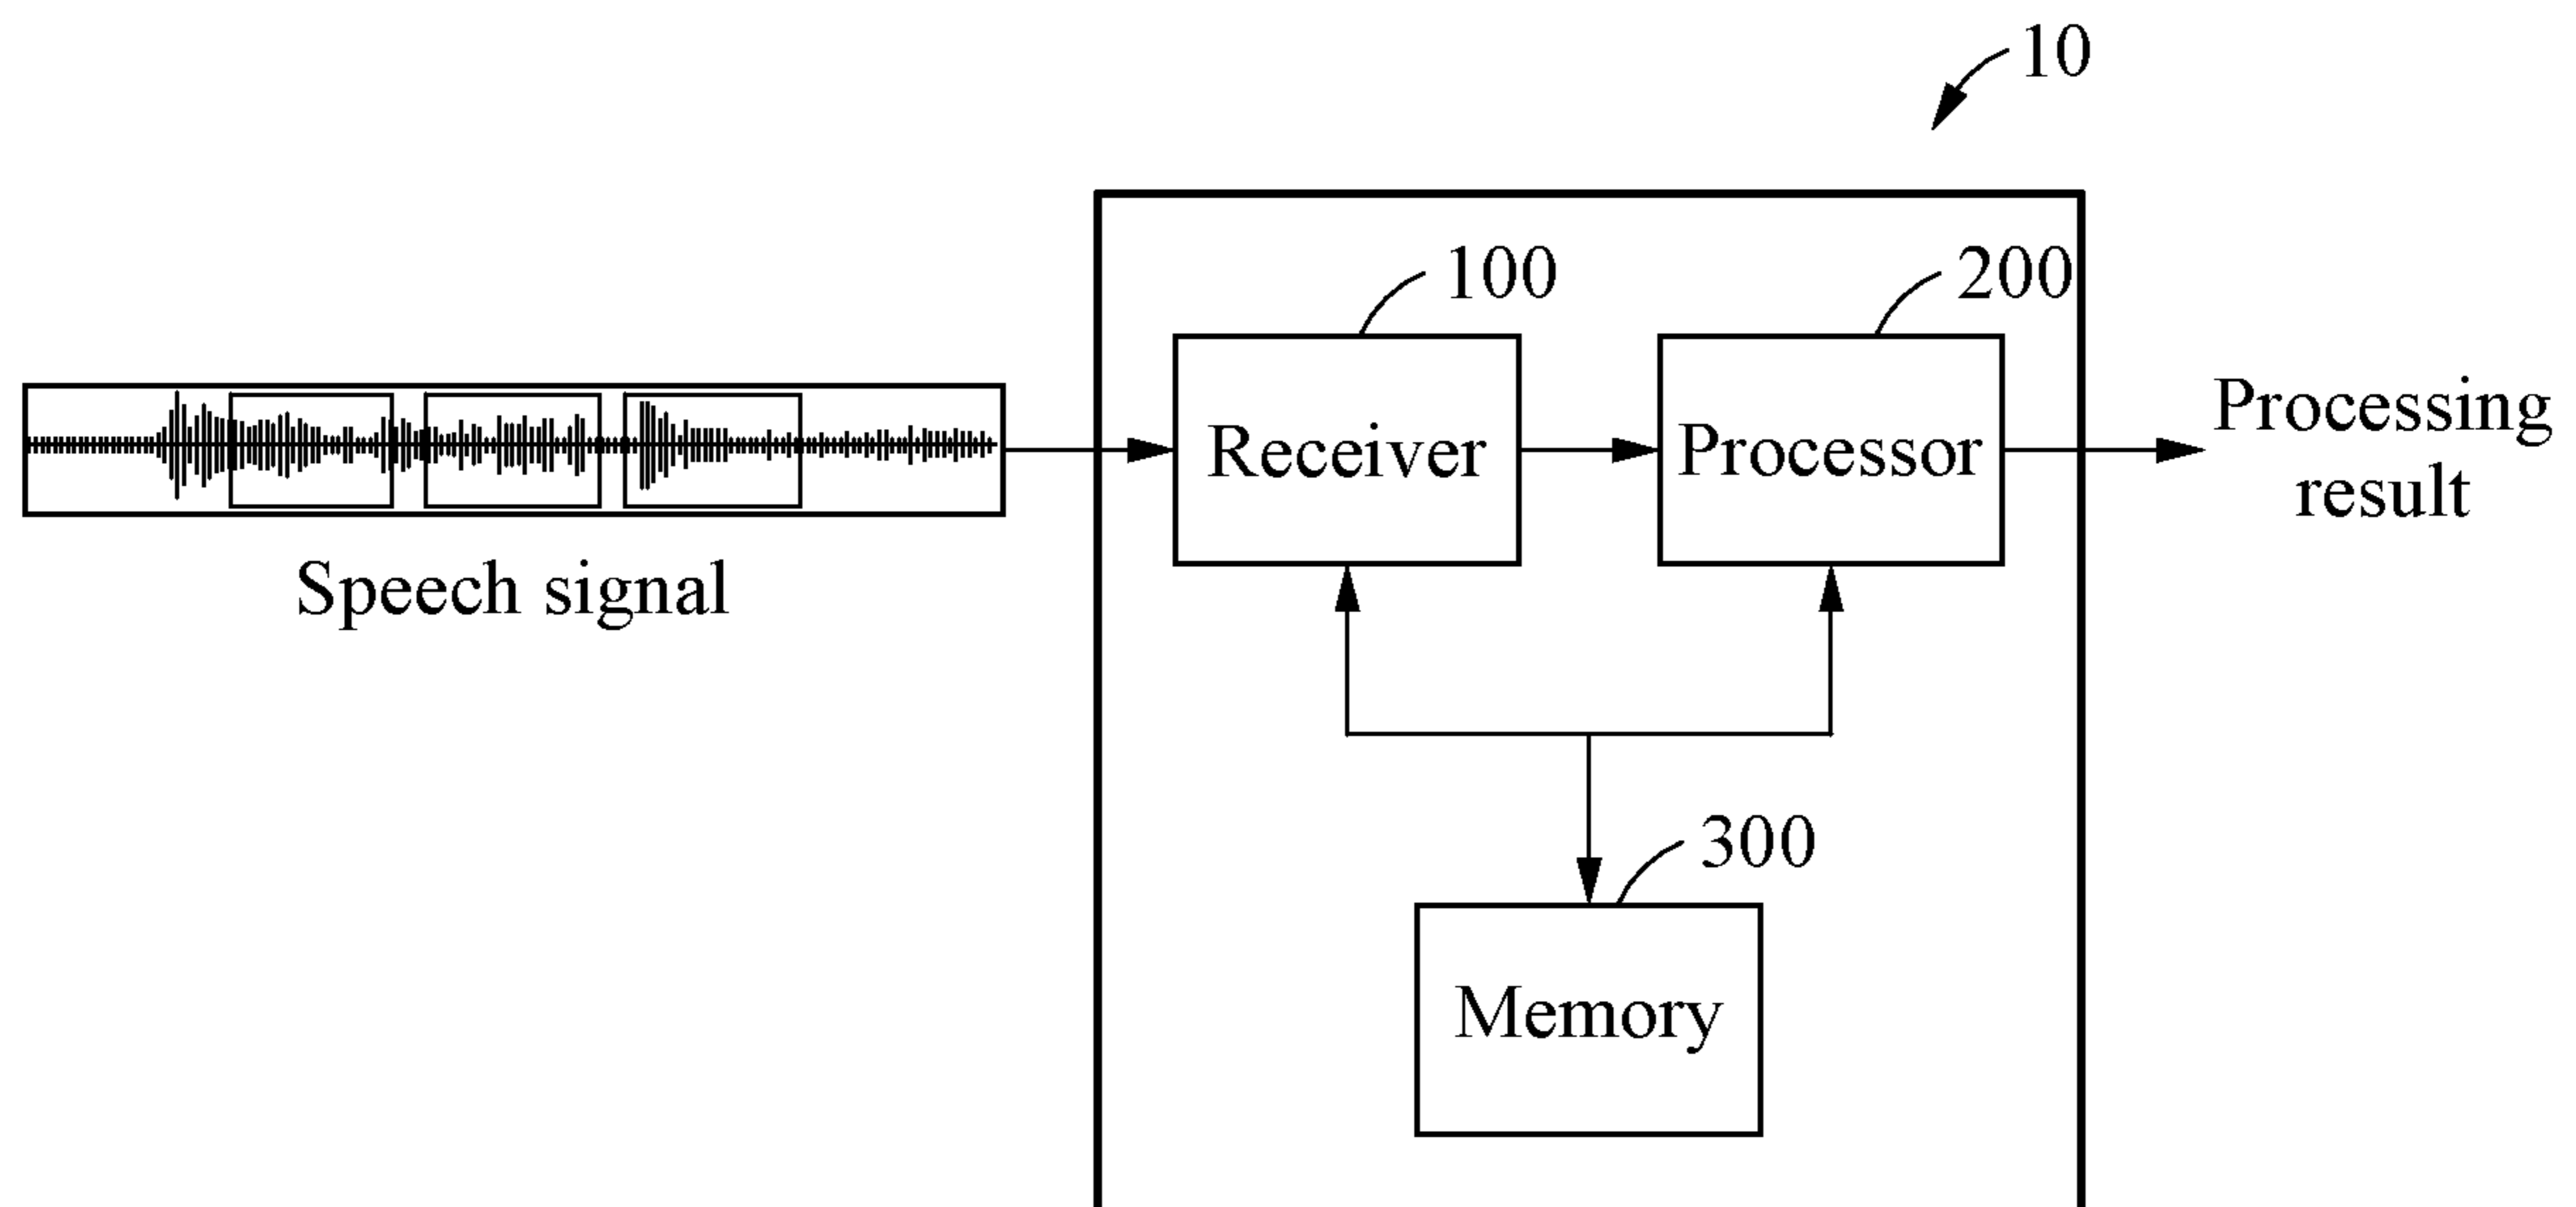 10
100
200
Receiver
Processor
Processing
result
Speech signal
300
Memory